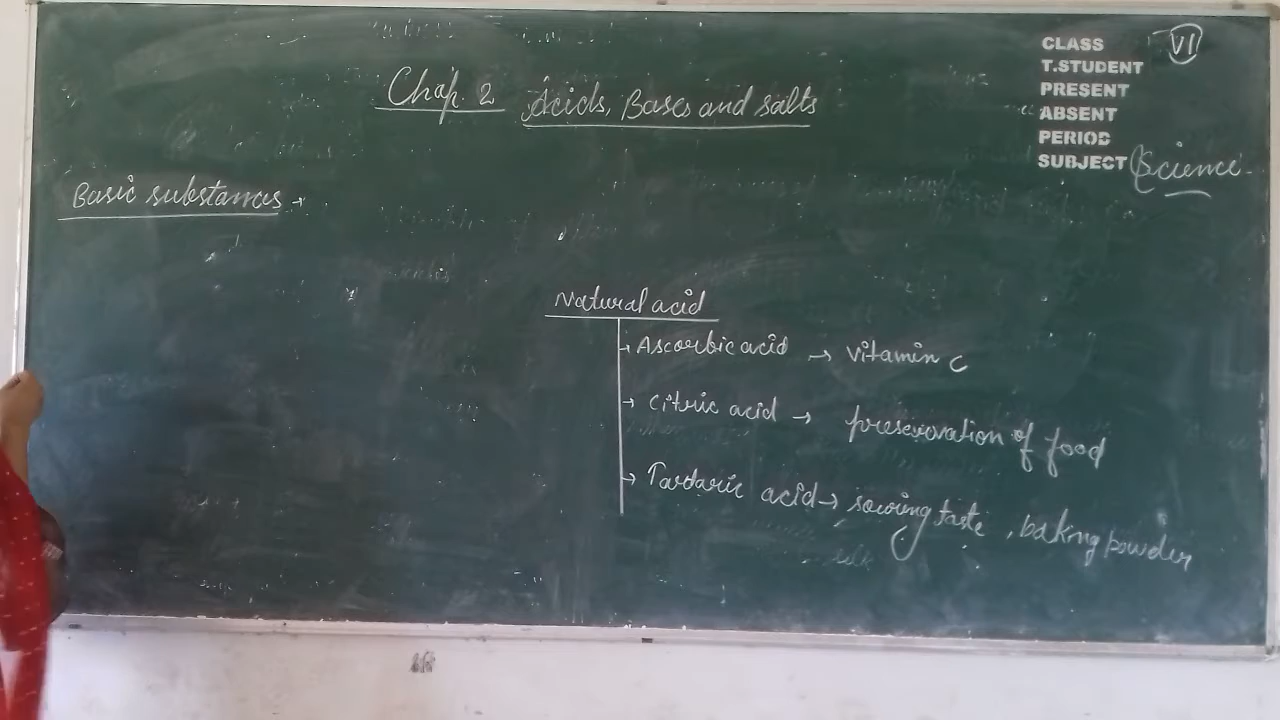 CLASS VI
T.STUDENT
PRESENT
ABSENT
PERIOD
SUBJECT Science
Chap. 2 Acids, Bases and salts
Basic substances →
Natural acid
→ Ascorbic acid → vitamin C
→ Citric acid → preservation of food
→ Tartaric acid → souring taste, baking powder